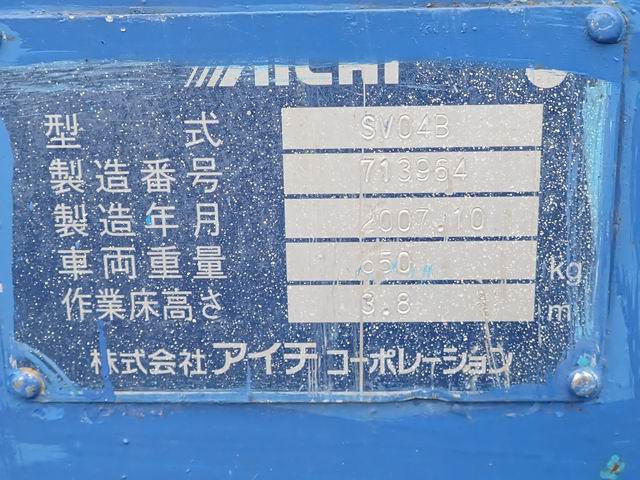 AICHI
型式 SV04B
製造番号 713964
製造年月 2007.10
車両重量 650 kg
作業床高さ 3.8 m
株式会社 アイチ コーポレーション